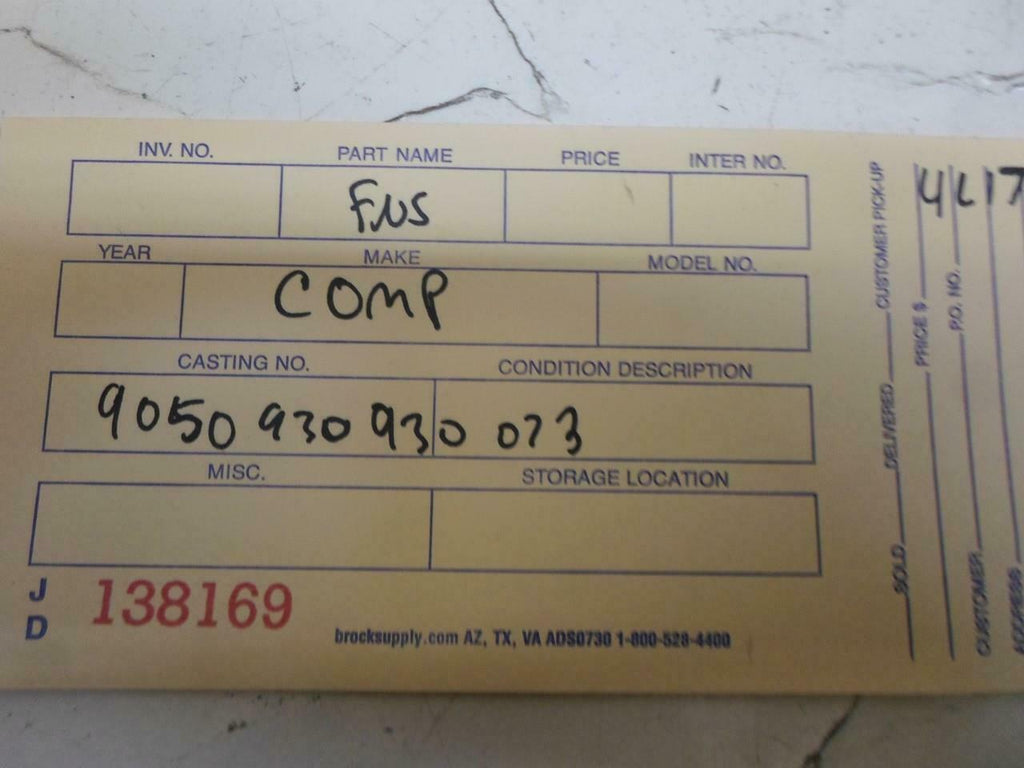 INV. NO. PART NAME PRICE INTER NO.
FNS
YEAR MAKE MODEL NO.
COMP
CASTING NO. CONDITION DESCRIPTION
9050 930 930 073
MISC. STORAGE LOCATION
J D 138169
brocksupply.com AZ, TX, VA ADS0730 1-800-528-4400
SOLD DELIVERED CUSTOMER PICK-UP
PRICE $
P.O. NO.
CUSTOMER
ADDRESS